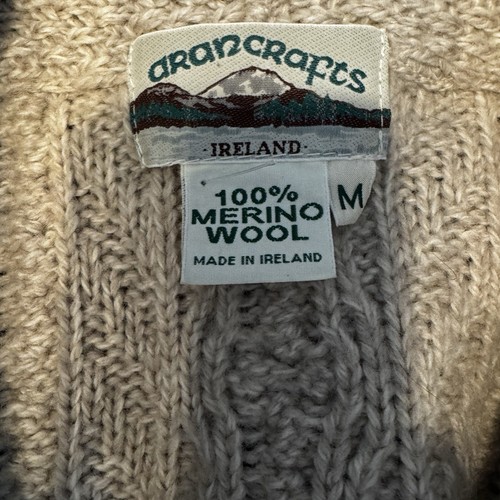 arancrafts
·IRELAND·
M
100%
MERINO
WOOL
MADE IN IRELAND